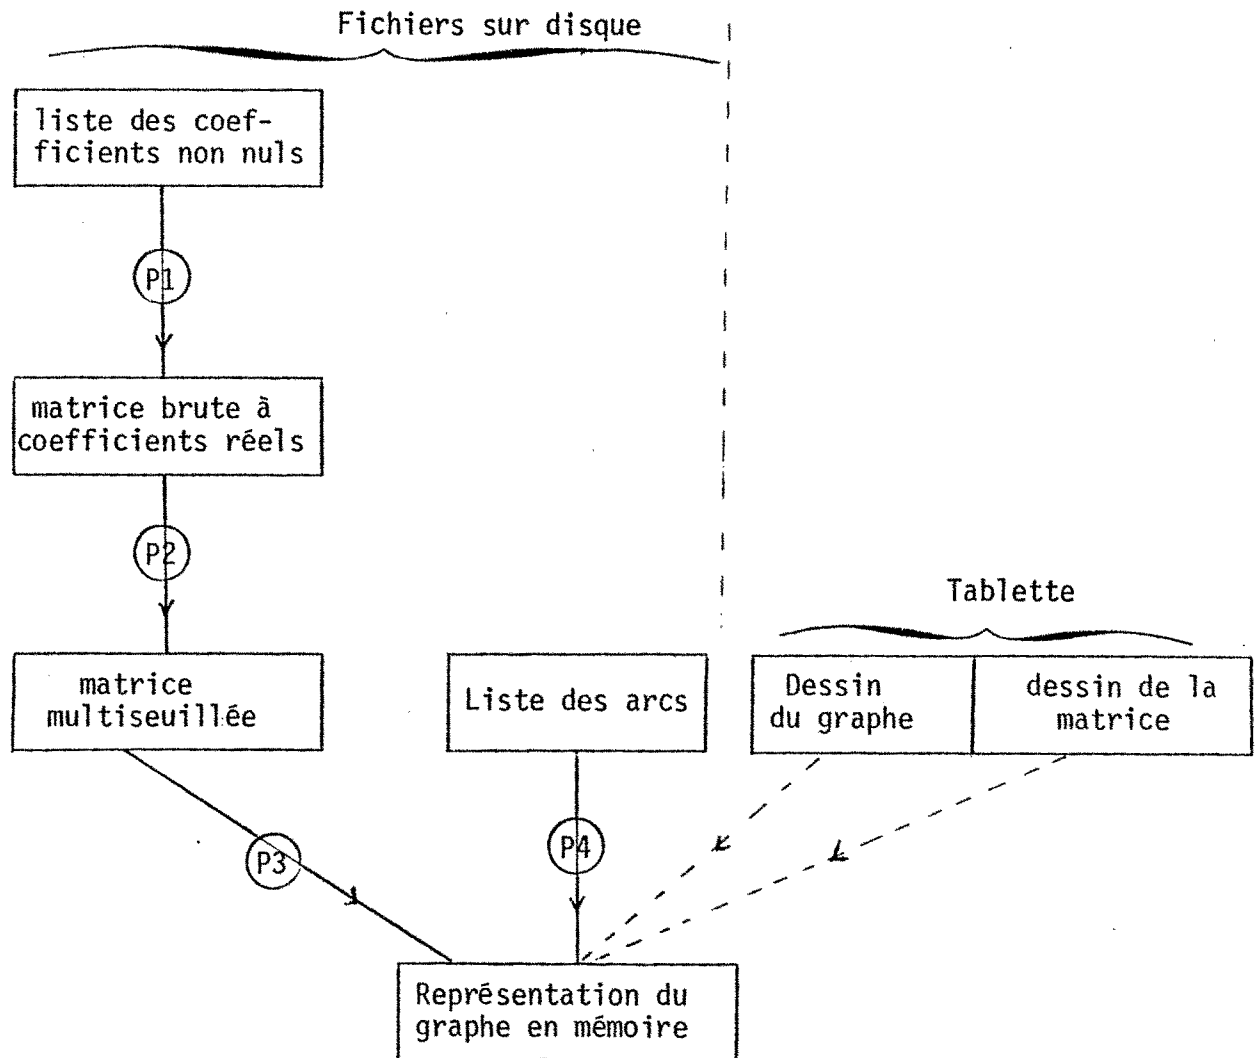 Fichiers sur disque
liste des coef-
ficients non nuls
P1
matrice brute à
coefficients réels
P2
Tablette
matrice
multiseuillée
Liste des arcs
Dessin
du graphe
dessin de la
matrice
P3
P4
Représentation du
graphe en mémoire